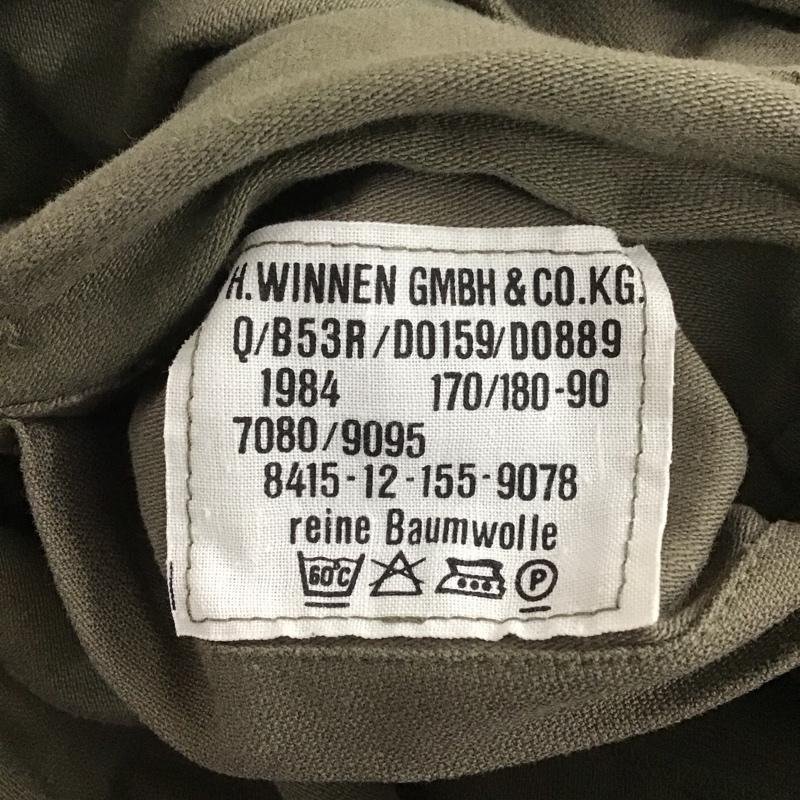 H.WINNEN GMBH & CO.KG.
Q/B53R/D0159/D0889
1984 170/180-90
7080/9095
8415-12-155-9078
reine Baumwolle
60°C P